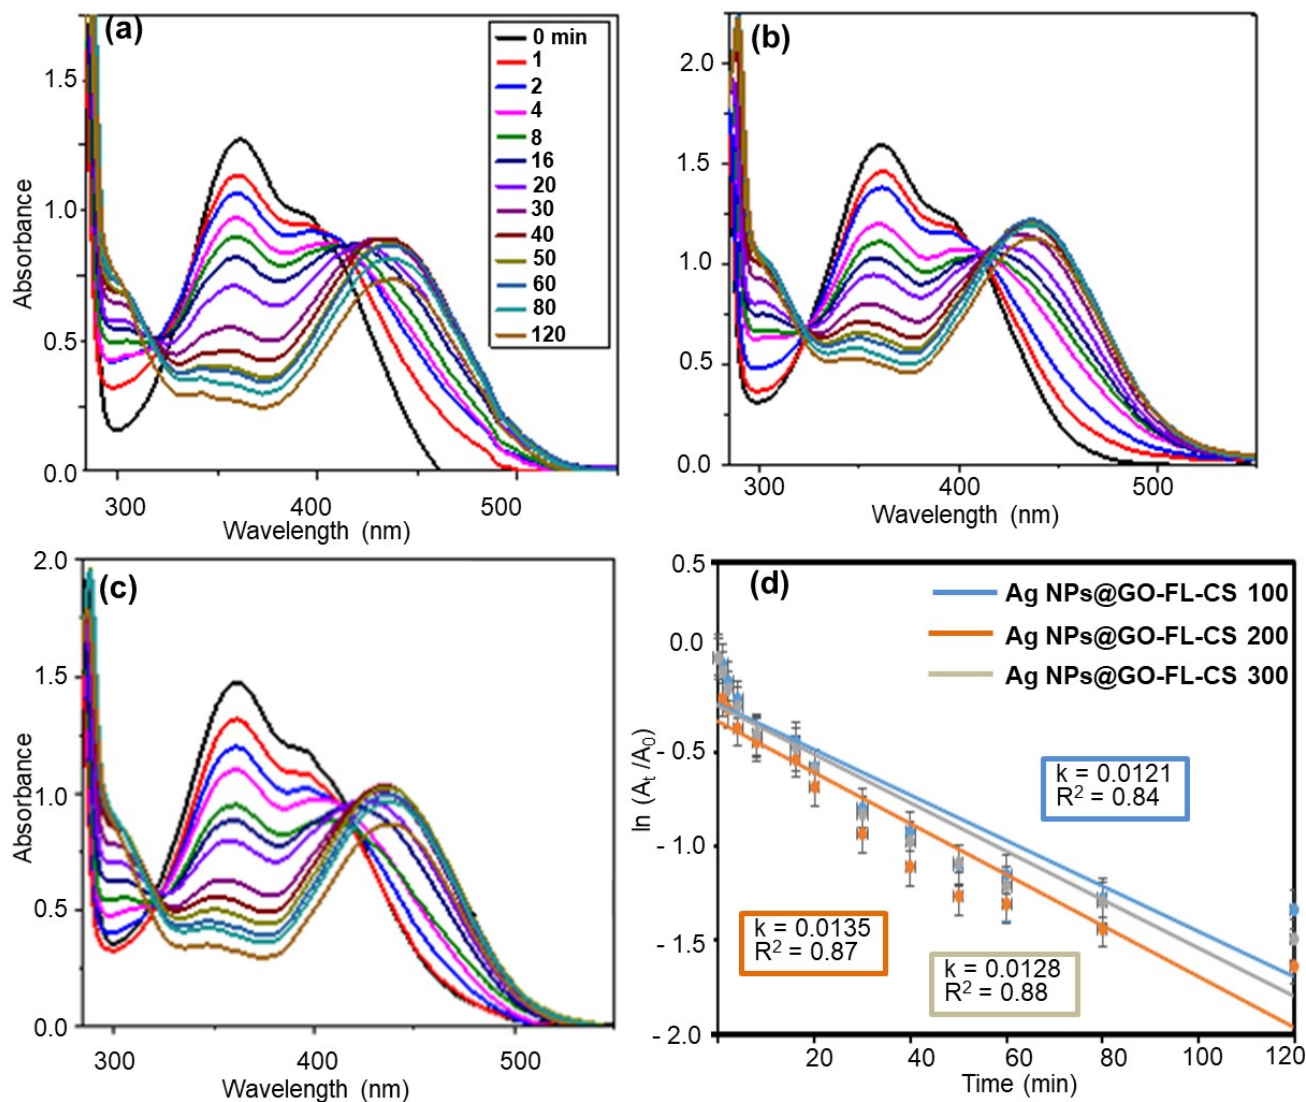 (a)
0 min
1
2
4
8
16
20
30
40
50
60
80
120
1.5
1.0
0.5
0.0
Absorbance
300
400
500
Wavelength (nm)
(b)
2.0
1.5
1.0
0.5
0.0
300
400
500
Wavelength (nm)
(c)
2.0
1.5
1.0
0.5
0.0
Absorbance
300
400
500
Wavelength (nm)
(d)
Ag NPs@GO-FL-CS 100
Ag NPs@GO-FL-CS 200
Ag NPs@GO-FL-CS 300
0.5
0.0
- 0.5
- 1.0
- 1.5
- 2.0
ln (Aₜ /A₀)
k = 0.0121
R² = 0.84
k = 0.0135
R² = 0.87
k = 0.0128
R² = 0.88
20
40
60
80
100
120
Time (min)